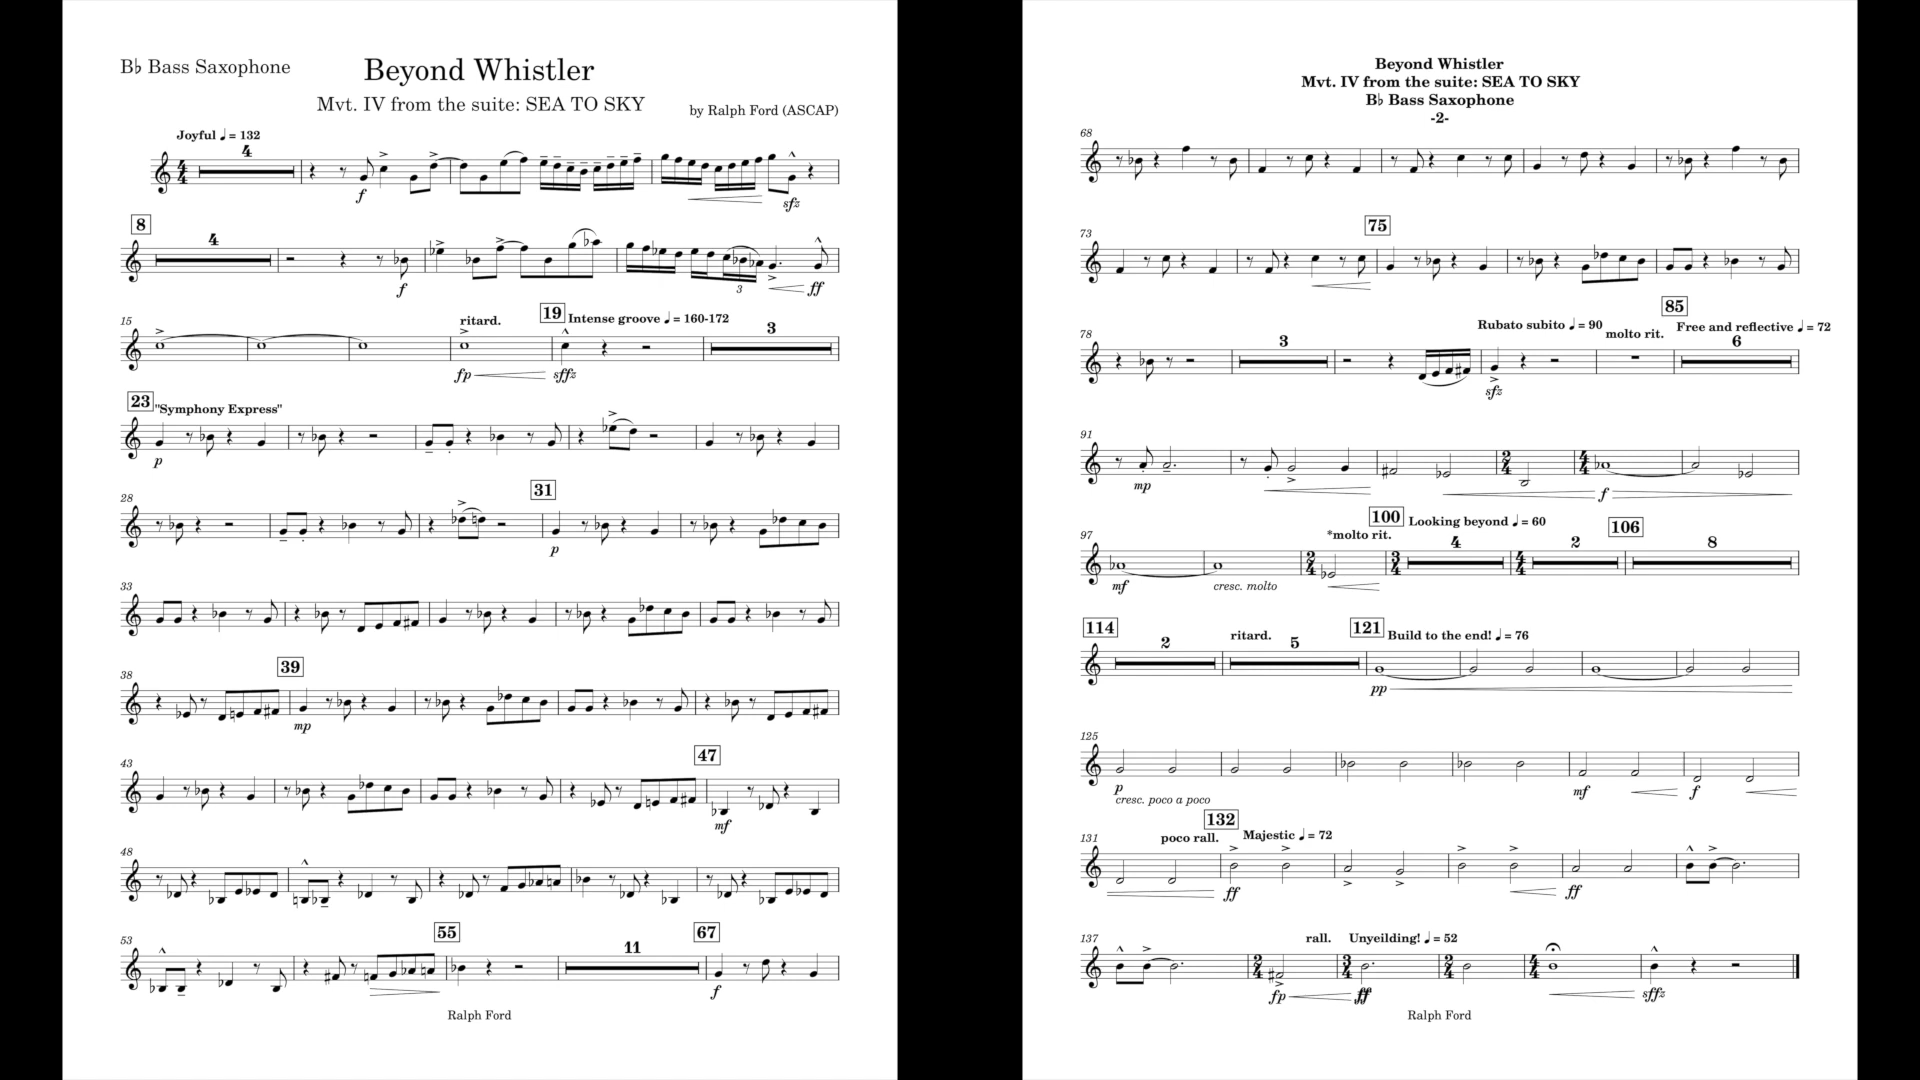 B♭ Bass Saxophone
Beyond Whistler
Mvt. IV from the suite: SEA TO SKY
by Ralph Ford (ASCAP)
Joyful ♩ = 132
4
f
sfz
8
4
f
3
ff
15
ritard.
19
Intense groove ♩ = 160-172
3
fp
sffz
23
"Symphony Express"
p
28
31
p
33
38
39
mp
43
47
mf
48
53
55
11
67
f
Ralph Ford
Beyond Whistler
Mvt. IV from the suite: SEA TO SKY
B♭ Bass Saxophone
-2-
68
73
75
78
3
Rubato subito ♩ = 90
molto rit.
85
Free and reflective ♩ = 72
6
sfz
91
mp
f
97
*molto rit.
100
Looking beyond ♩ = 60
4
2
106
8
mf
cresc. molto
114
2
ritard.
5
121
Build to the end! ♩ = 76
pp
125
p
cresc. poco a poco
mf
f
131
poco rall.
132
Majestic ♩ = 72
ff
ff
137
rall.
Unyeilding! ♩ = 52
fp
ff
sffz
Ralph Ford